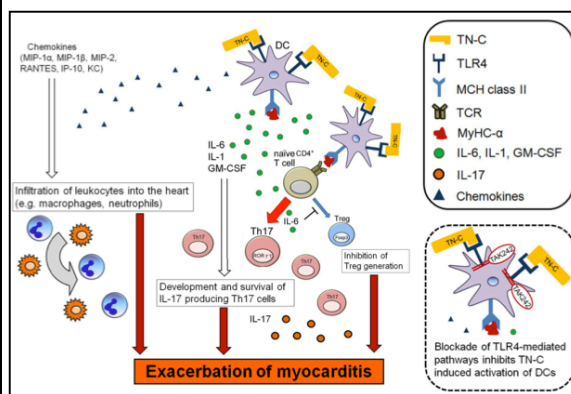 Chemokines
(MIP-1α, MIP-1β, MIP-2,
RANTES, IP-10, KC)
TN-C
DC
TN-C
TN-C
TN-C
IL-6
IL-1
GM-CSF
naïve CD4⁺
T cell
IL-6
Th17
RORγt
Treg
Foxp3
Th17
Th17
Th17
Infiltration of leukocytes into the heart
(e.g. macrophages, neutrophils)
Development and survival of
IL-17 producing Th17 cells
Inhibition of
Treg generation
IL-17
Exacerbation of myocarditis
TN-C
TLR4
MCH class II
TCR
MyHC-α
IL-6, IL-1, GM-CSF
IL-17
Chemokines
TN-C
TN-C
TAK242
TAK242
Blockade of TLR4-mediated
pathways inhibits TN-C
induced activation of DCs